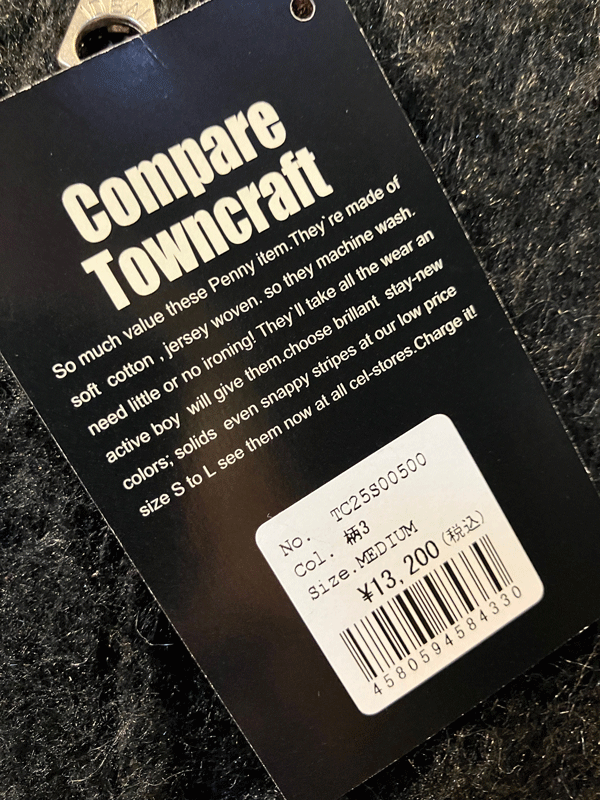 Compare
Towncraft
So much value these Penny item.They're made of
soft cotton , jersey woven. so they machine wash.
need little or no ironing! They'll take all the wear an
active boy will give them.choose brillant stay-new
colors; solids even snappy stripes at our low price
size S to L see them now at all cel-stores.Charge it!
No. TC25S00500
Col. 柄3
Size.MEDIUM
¥13,200(税込)
4580594584330